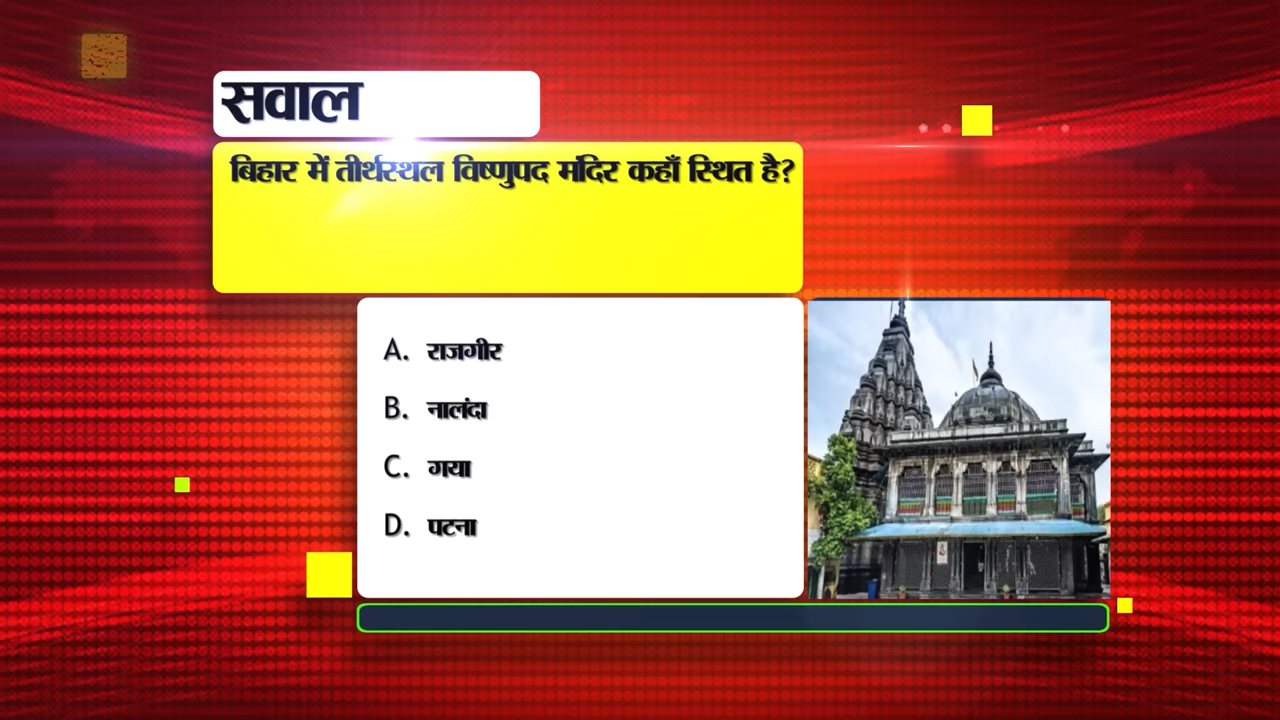 सवाल
बिहार में तीर्थस्थल विष्णुपद मंदिर कहाँ स्थित है?
A. राजगीर
B. नालंदा
C. गया
D. पटना